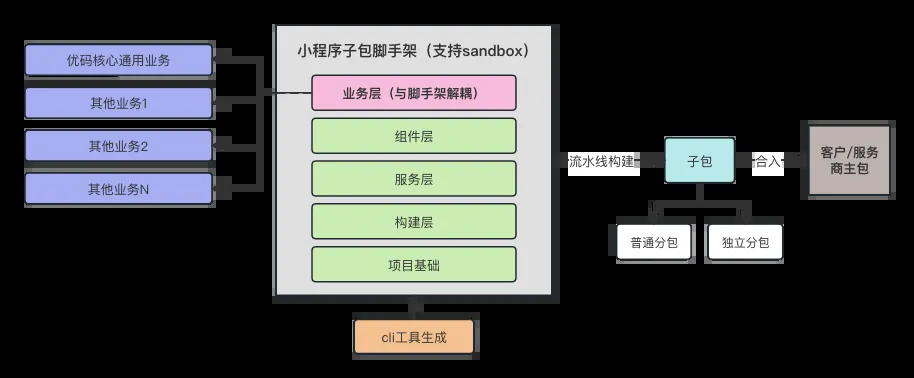 优码核心通用业务
其他业务1
其他业务2
其他业务N
小程序子包脚手架（支持sandbox）
业务层（与脚手架解耦）
组件层
服务层
构建层
项目基础
cli工具生成
流水线构建
子包
合入
客户/服务
商主包
普通分包
独立分包